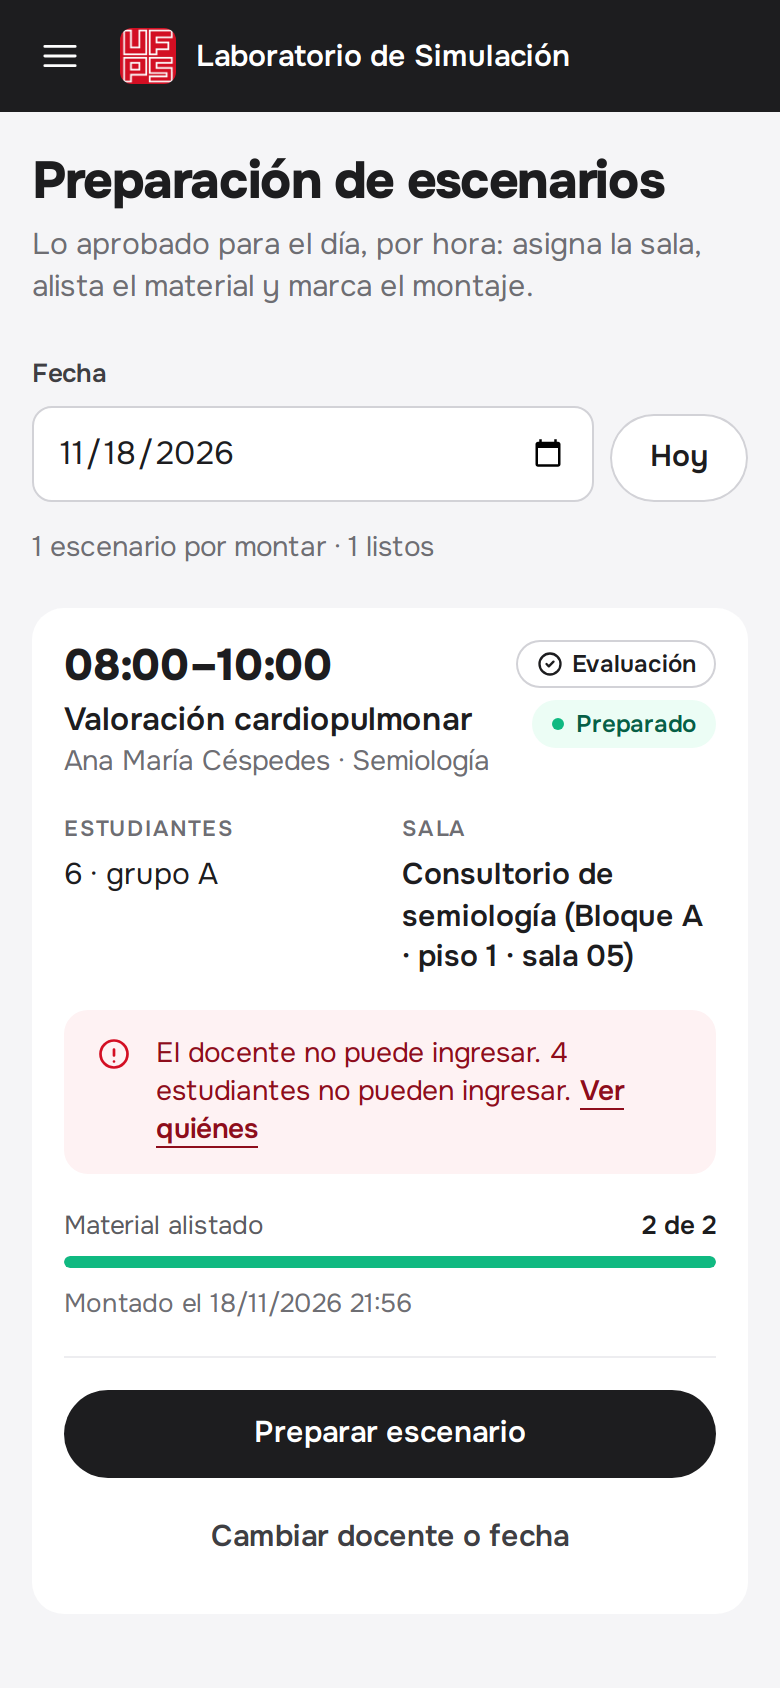 UFPS
Laboratorio de Simulación
Preparación de escenarios
Lo aprobado para el día, por hora: asigna la sala,
alista el material y marca el montaje.
Fecha
11/18/2026
Hoy
1 escenario por montar · 1 listos
08:00–10:00
Evaluación
Valoración cardiopulmonar
Preparado
Ana María Céspedes · Semiología
ESTUDIANTES
6 · grupo A
SALA
Consultorio de
semiología (Bloque A
· piso 1 · sala 05)
El docente no puede ingresar. 4
estudiantes no pueden ingresar. Ver
quiénes
Material alistado
2 de 2
Montado el 18/11/2026 21:56
Preparar escenario
Cambiar docente o fecha